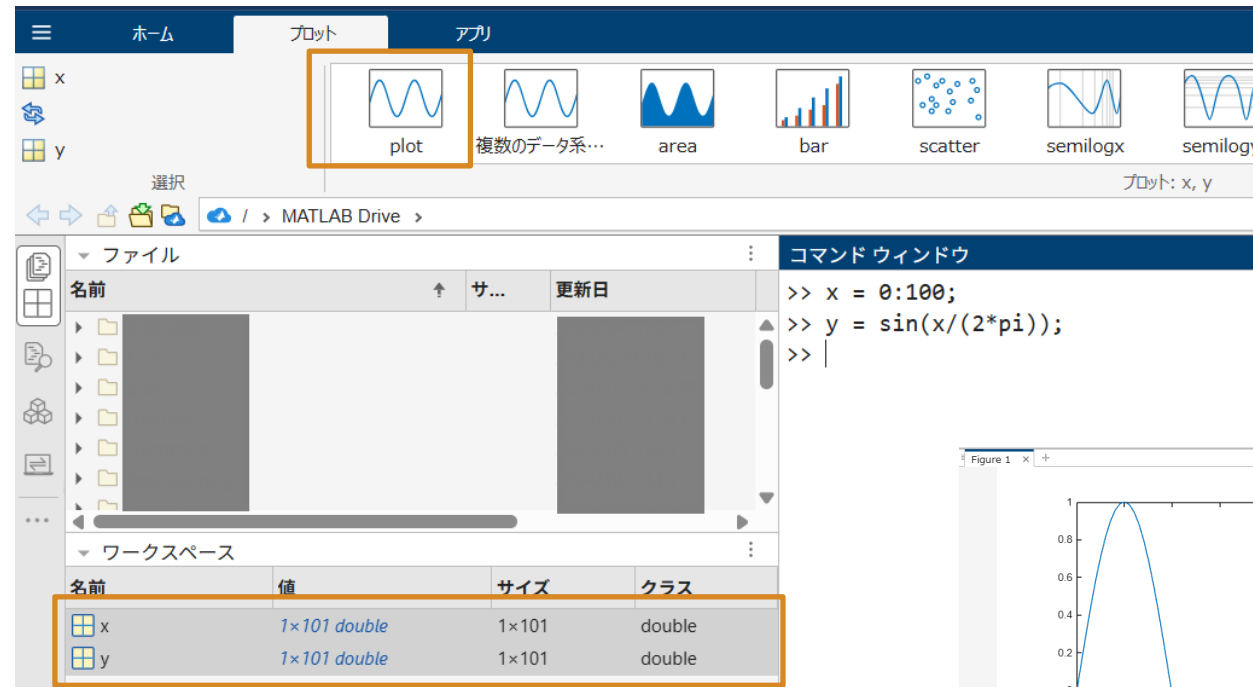 ホーム プロット アプリ
x
y
plot 複数のデータ系… area bar scatter semilogx semilogy
選択 プロット: x, y
/ › MATLAB Drive ›
ファイル
名前 サ... 更新日
コマンド ウィンドウ
>> x = 0:100;
>> y = sin(x/(2*pi));
>>
Figure 1 × +
1
0.8
0.6
0.4
0.2
ワークスペース
名前 値 サイズ クラス
x 1×101 double 1×101 double
y 1×101 double 1×101 double